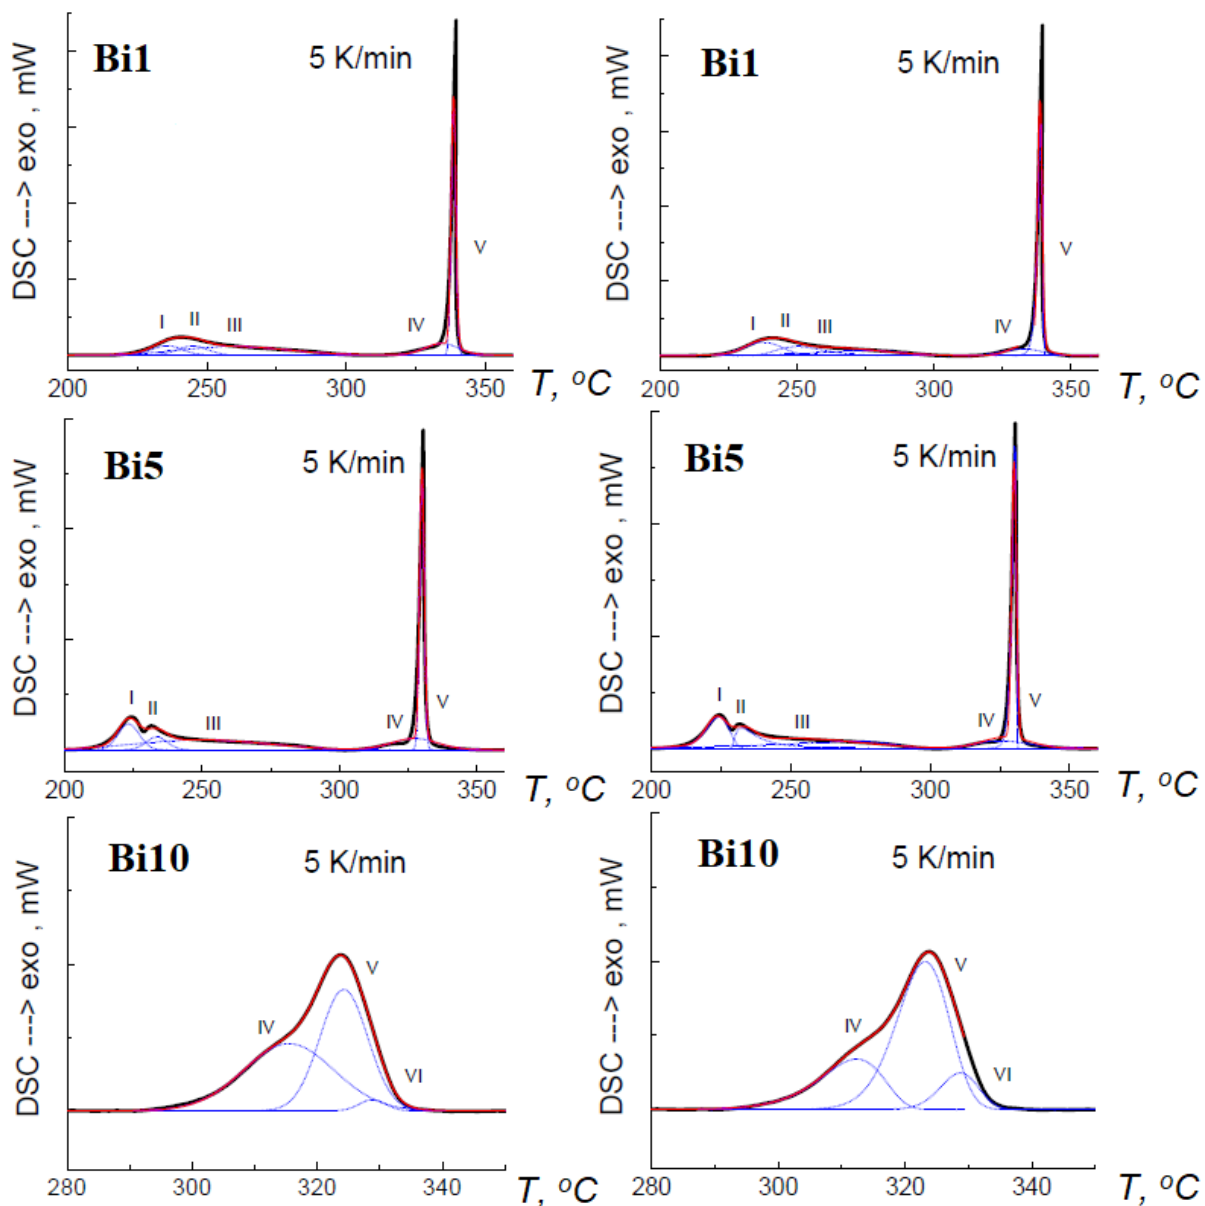 Bi1
5 K/min
DSC ---> exo , mW
I
II
III
IV
V
200
250
300
350
T, °C
Bi1
5 K/min
DSC ---> exo , mW
I
II
III
IV
V
200
250
300
350
T, °C
Bi5
5 K/min
DSC ---> exo , mW
I
II
III
IV
V
200
250
300
350
T, °C
Bi5
5 K/min
DSC ---> exo , mW
I
II
III
IV
V
200
250
300
350
T, °C
Bi10
5 K/min
DSC ---> exo , mW
IV
V
VI
280
300
320
340
T, °C
Bi10
5 K/min
DSC ---> exo , mW
IV
V
VI
280
300
320
340
T, °C